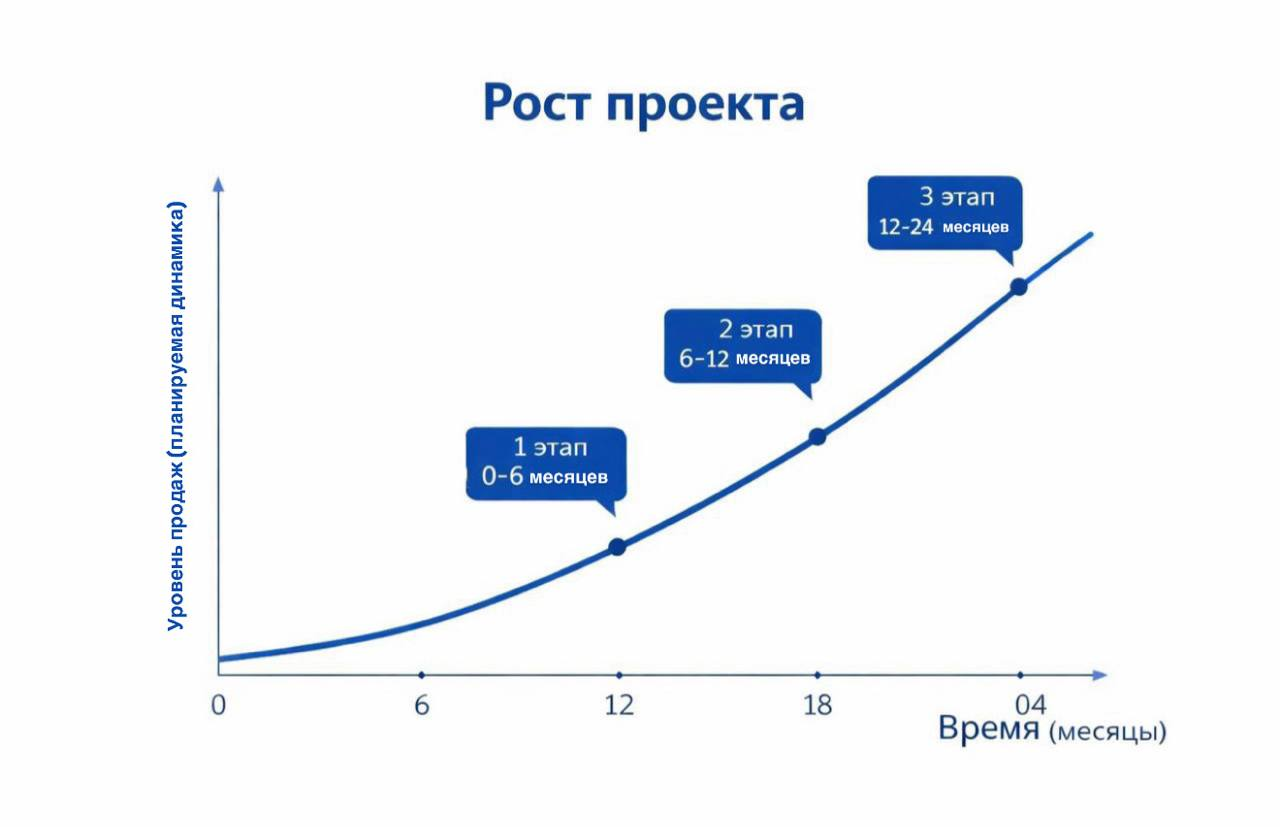 Рост проекта
Уровень продаж (планируемая динамика)
3 этап
12-24 месяцев
2 этап
6-12 месяцев
1 этап
0-6 месяцев
0 6 12 18 04
Время (месяцы)